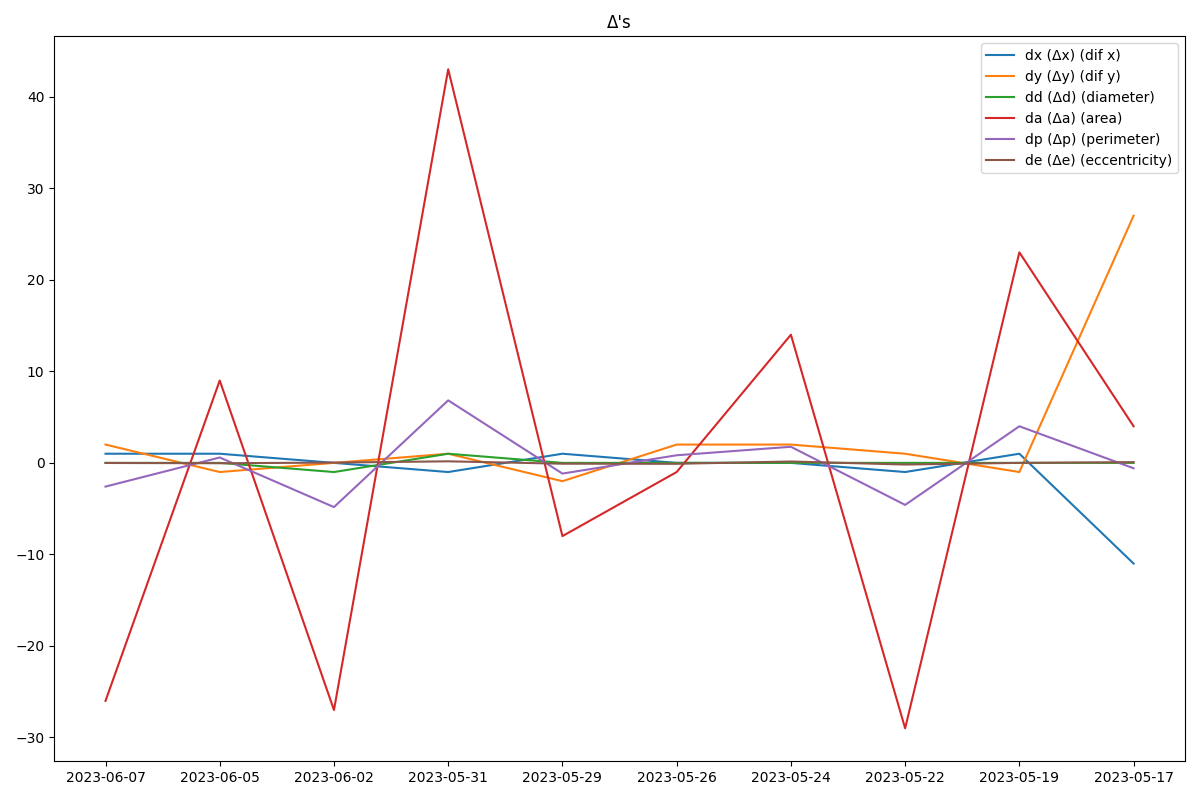 Δ's
dx (Δx) (dif x)
dy (Δy) (dif y)
dd (Δd) (diameter)
da (Δa) (area)
dp (Δp) (perimeter)
de (Δe) (eccentricity)
40
30
20
10
0
−10
−20
−30
2023-06-07 2023-06-05 2023-06-02 2023-05-31 2023-05-29 2023-05-26 2023-05-24 2023-05-22 2023-05-19 2023-05-17